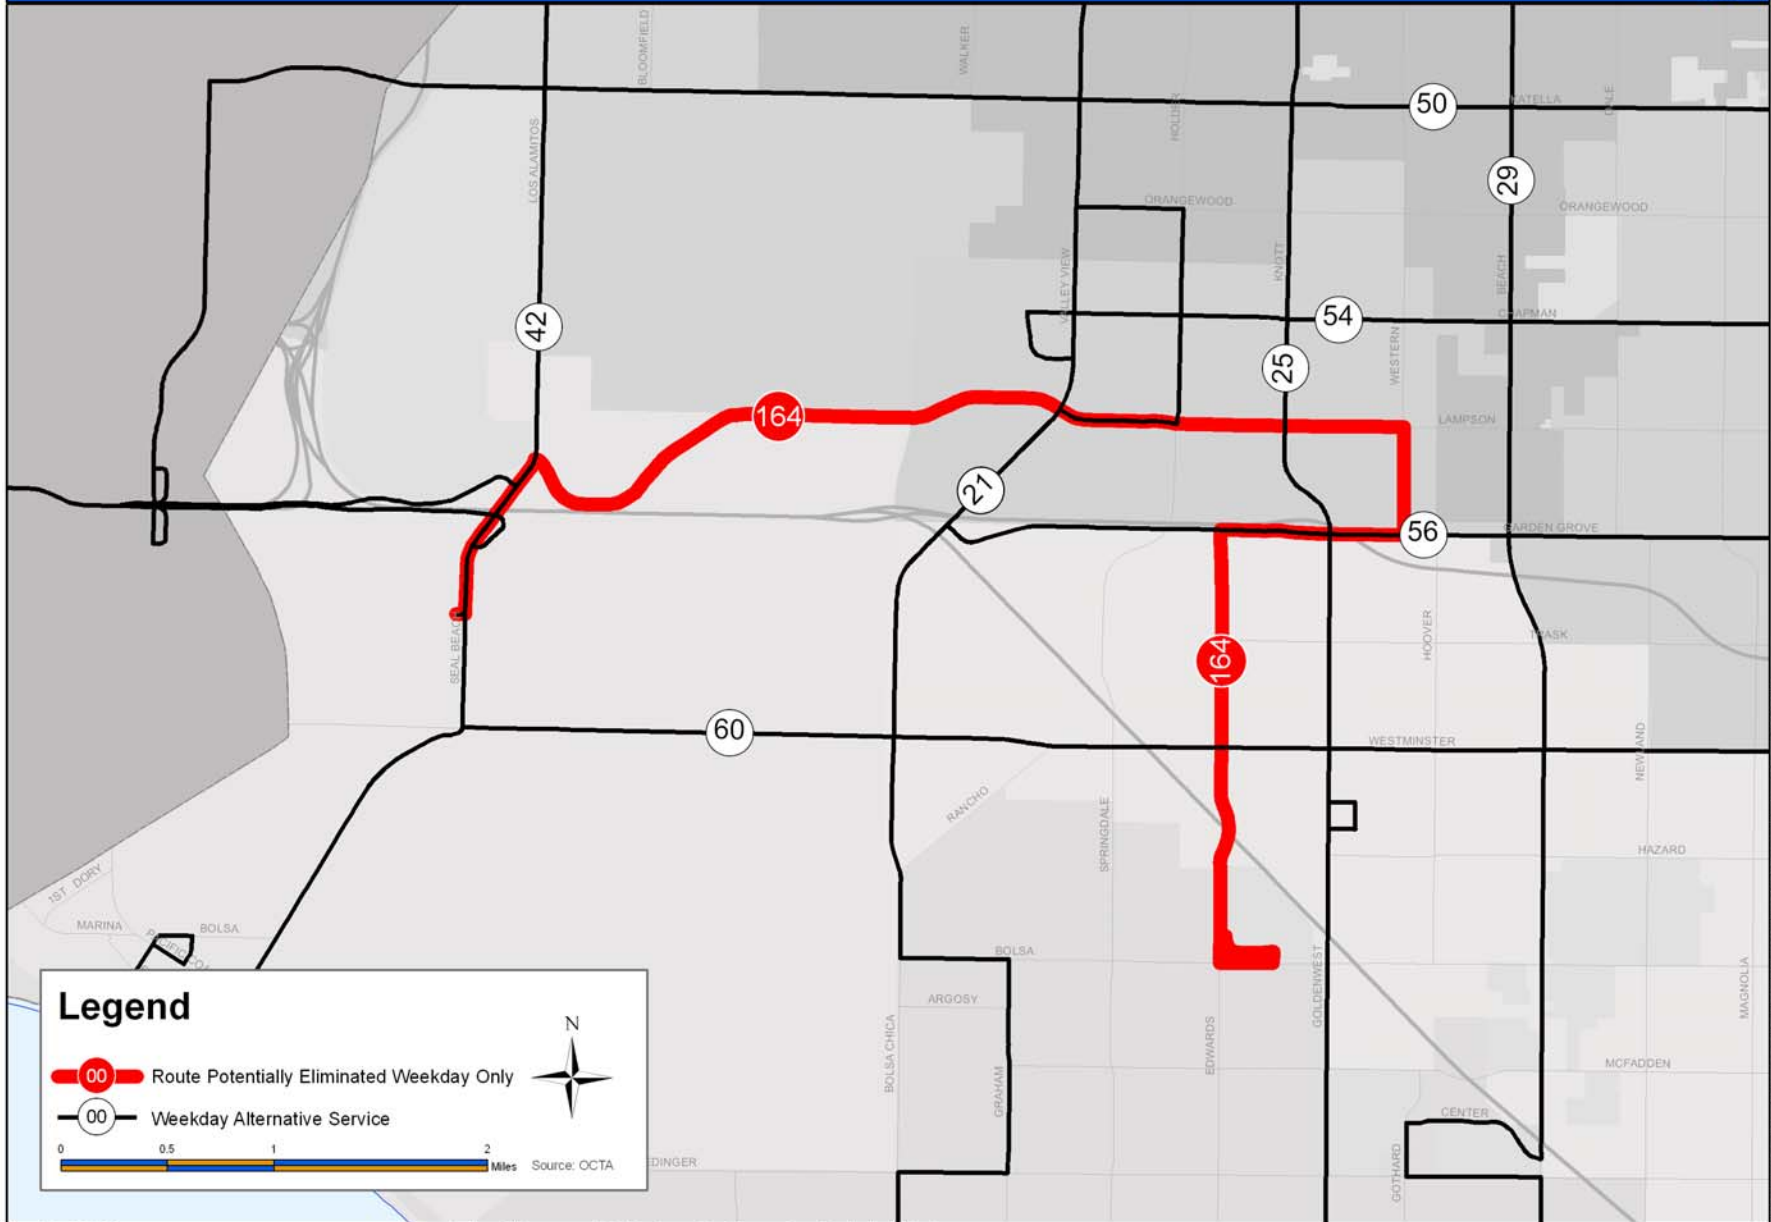 BLOOMFIELD
WALKER
50
KATELLA
DALE
HOLDER
LOS ALAMITOS
29
ORANGEWOOD
ORANGEWOOD
KNOTT
VALLEY VIEW
BEACH
42
54
CHAPMAN
WESTERN
25
164
LAMPSON
21
56
GARDEN GROVE
HOOVER
TRASK
SEAL BEACH
164
60
WESTMINSTER
NEWLAND
RANCHO
SPRINGDALE
HAZARD
1ST
DORY
MARINA
BOLSA
BOLSA
GOLDENWEST
MAGNOLIA
ARGOSY
BOLSA CHICA
EDWARDS
GRAHAM
MCFADDEN
CENTER
GOTHARD
EDINGER
Legend
N
00 Route Potentially Eliminated Weekday Only
00 Weekday Alternative Service
0 0.5 1 2
Miles
Source: OCTA